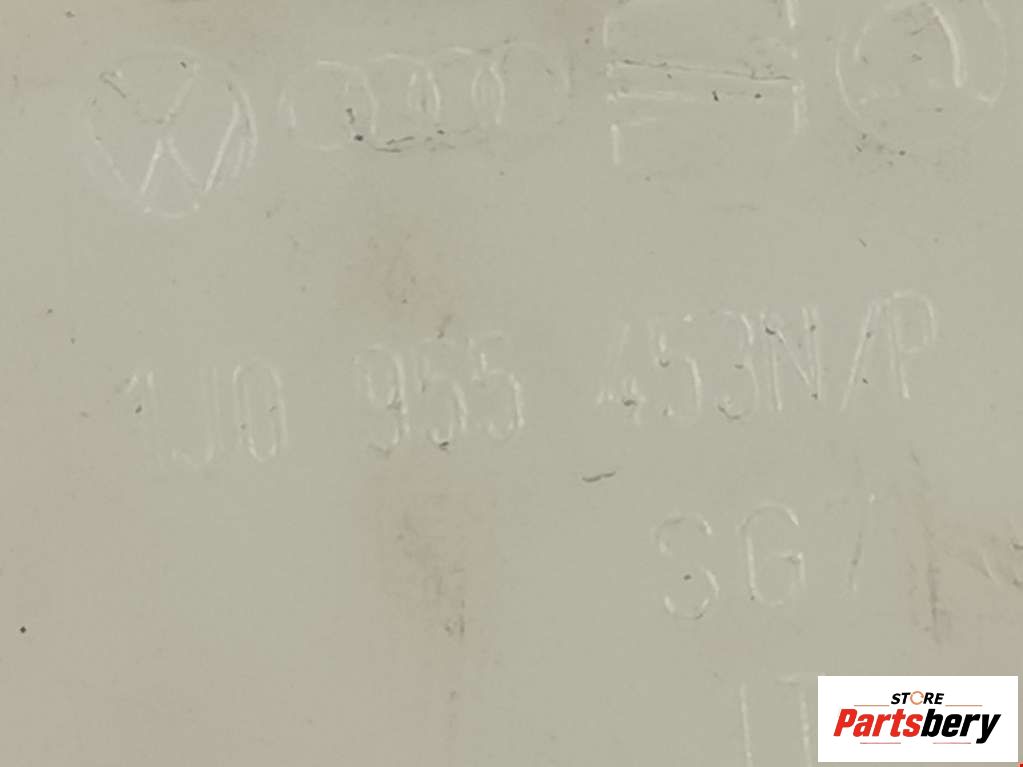 1J0 955 453N/P
SG/
STORE
Partsbery